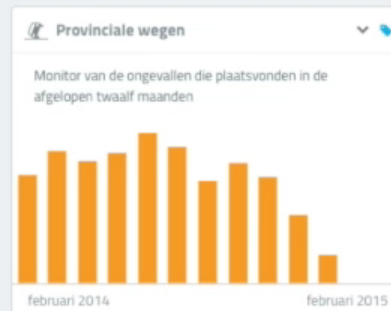 Provinciale wegen
Monitor van de ongevallen die plaatsvonden in de
afgelopen twaalf maanden
februari 2014 februari 2015